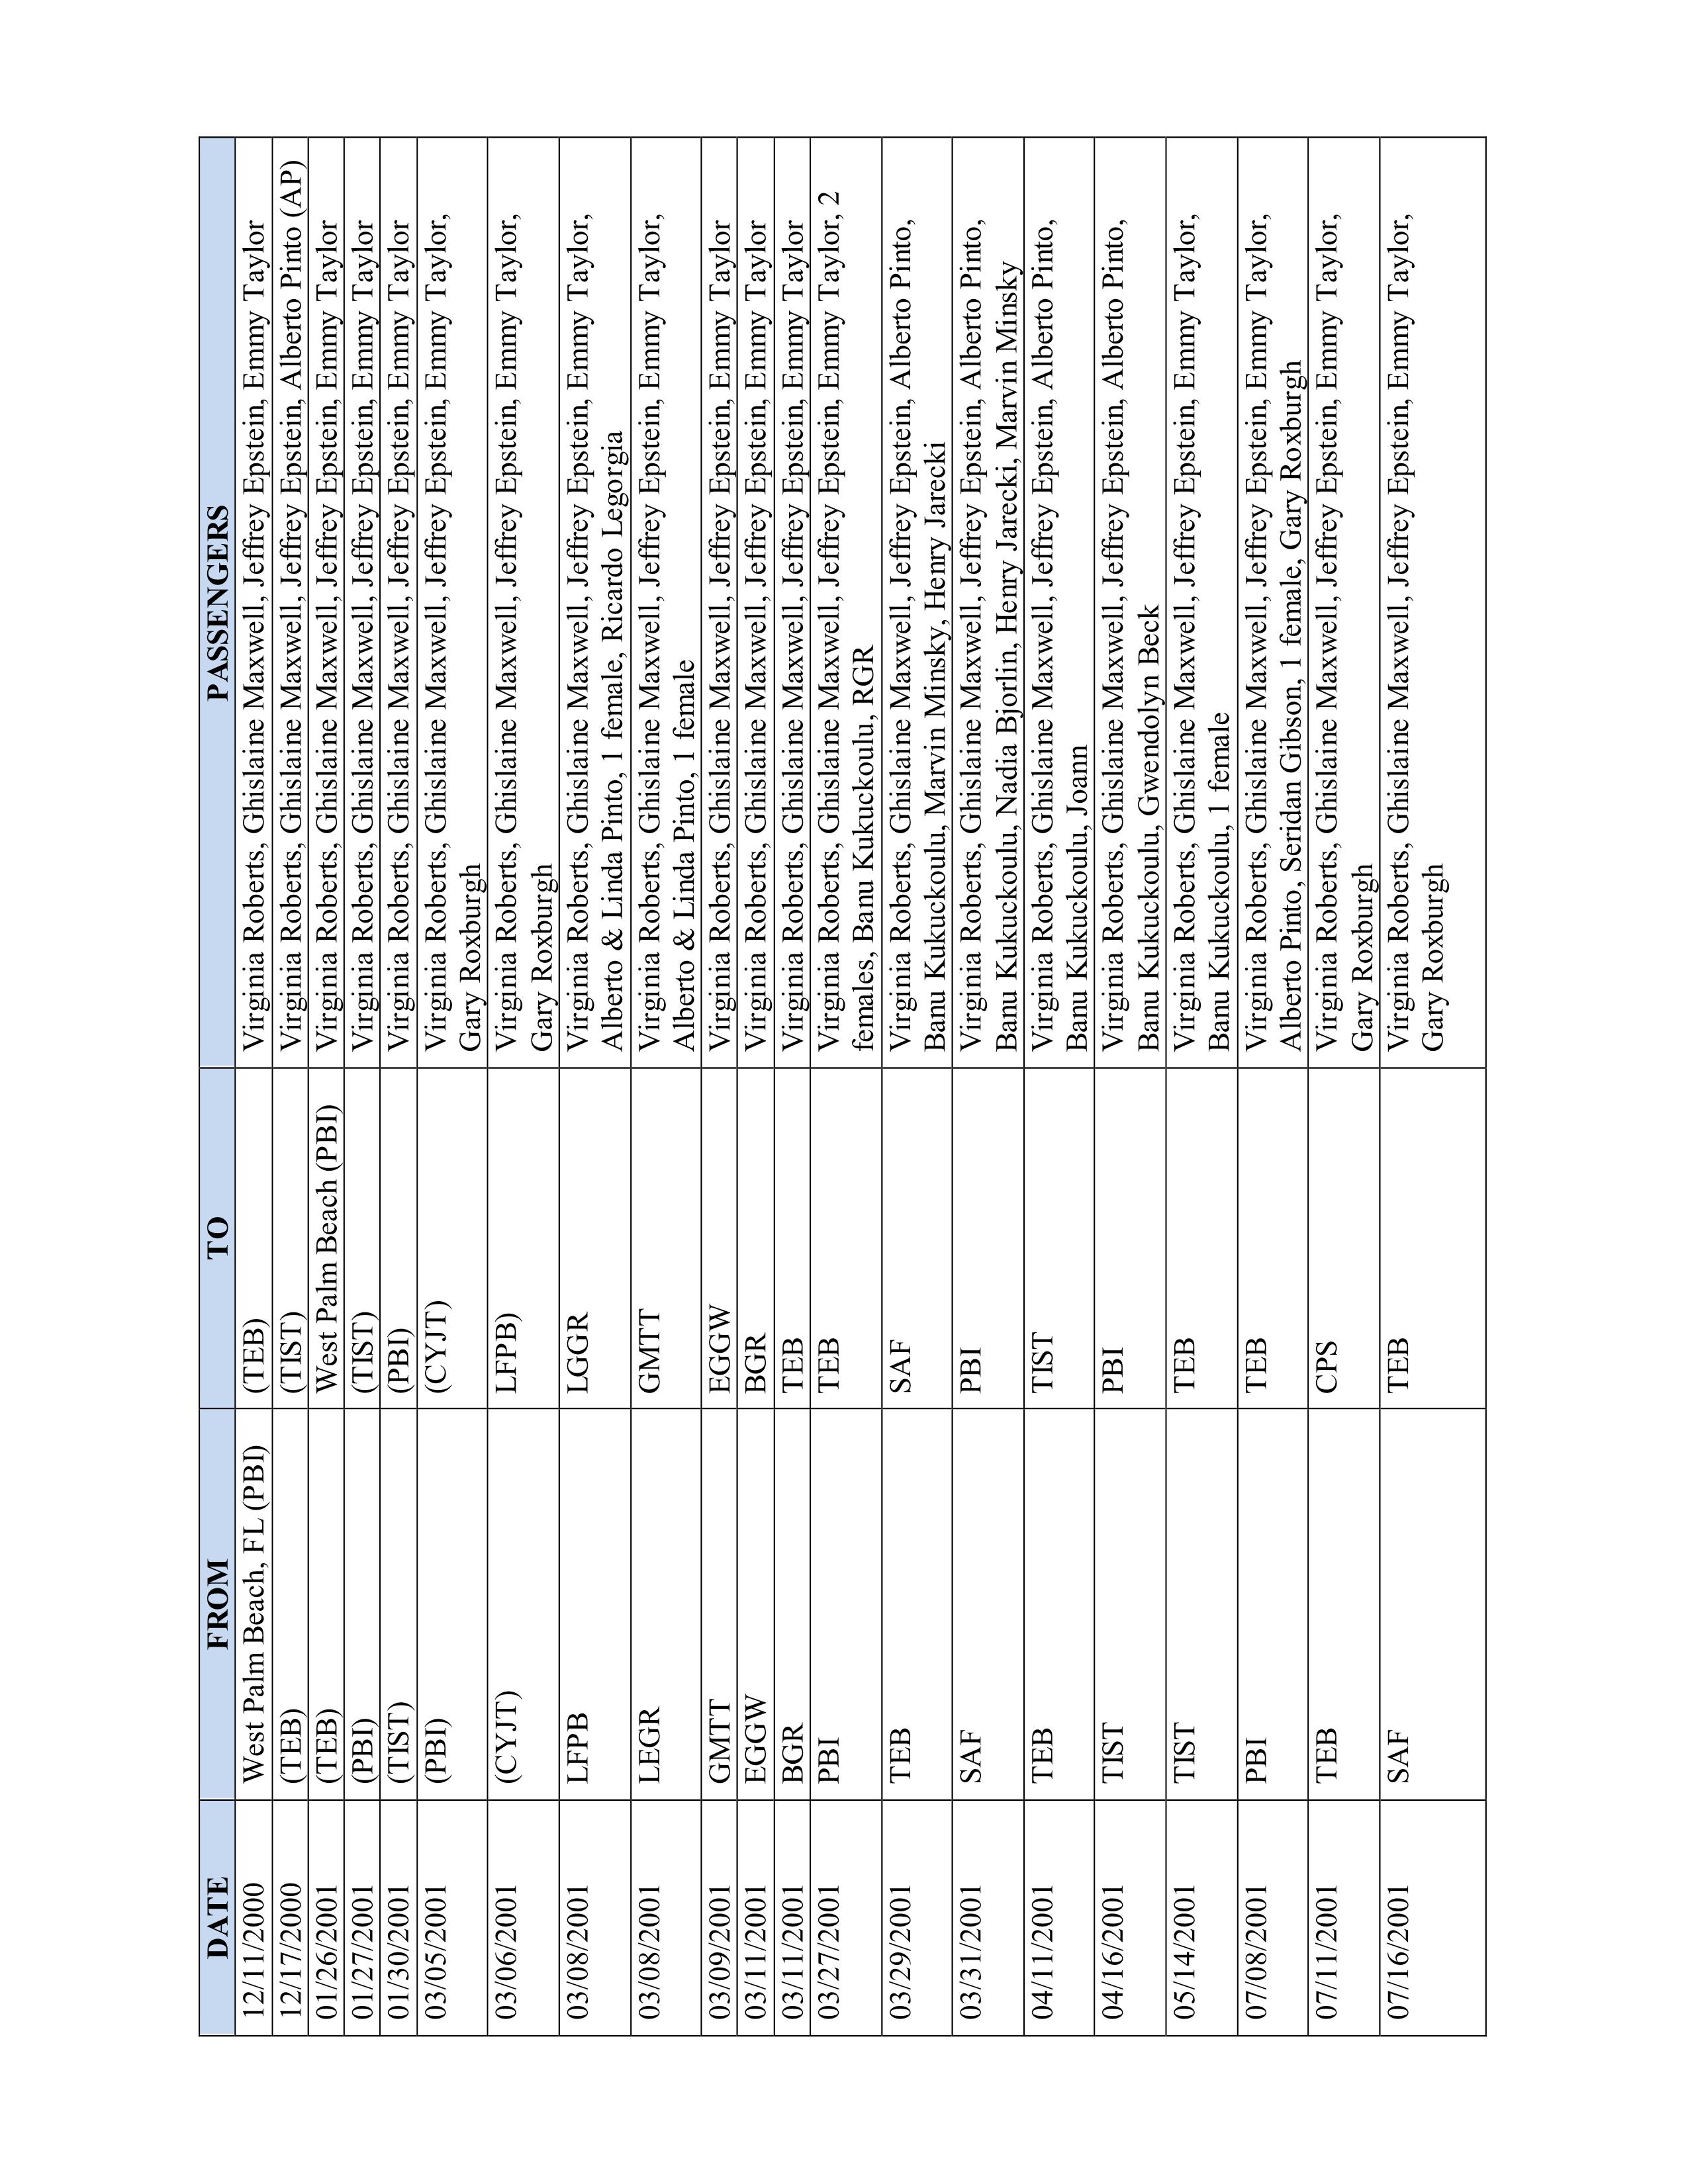 DATE FROM TO PASSENGERS
12/11/2000 West Palm Beach, FL (PBI) (TEB) Virginia Roberts, Ghislaine Maxwell, Jeffrey Epstein, Emmy Taylor
12/17/2000 (TEB) (TIST) Virginia Roberts, Ghislaine Maxwell, Jeffrey Epstein, Alberto Pinto (AP)
01/26/2001 (TEB) West Palm Beach (PBI) Virginia Roberts, Ghislaine Maxwell, Jeffrey Epstein, Emmy Taylor
01/27/2001 (PBI) (TIST) Virginia Roberts, Ghislaine Maxwell, Jeffrey Epstein, Emmy Taylor
01/30/2001 (TIST) (PBI) Virginia Roberts, Ghislaine Maxwell, Jeffrey Epstein, Emmy Taylor
03/05/2001 (PBI) (CYJT) Virginia Roberts, Ghislaine Maxwell, Jeffrey Epstein, Emmy Taylor,
Gary Roxburgh
03/06/2001 (CYJT) LFPB) Virginia Roberts, Ghislaine Maxwell, Jeffrey Epstein, Emmy Taylor,
Gary Roxburgh
03/08/2001 LFPB LGGR Virginia Roberts, Ghislaine Maxwell, Jeffrey Epstein, Emmy Taylor,
Alberto & Linda Pinto, 1 female, Ricardo Legorgia
03/08/2001 LEGR GMTT Virginia Roberts, Ghislaine Maxwell, Jeffrey Epstein, Emmy Taylor,
Alberto & Linda Pinto, 1 female
03/09/2001 GMTT EGGW Virginia Roberts, Ghislaine Maxwell, Jeffrey Epstein, Emmy Taylor
03/11/2001 EGGW BGR Virginia Roberts, Ghislaine Maxwell, Jeffrey Epstein, Emmy Taylor
03/11/2001 BGR TEB Virginia Roberts, Ghislaine Maxwell, Jeffrey Epstein, Emmy Taylor
03/27/2001 PBI TEB Virginia Roberts, Ghislaine Maxwell, Jeffrey Epstein, Emmy Taylor, 2
females, Banu Kukuckoulu, RGR
03/29/2001 TEB SAF Virginia Roberts, Ghislaine Maxwell, Jeffrey Epstein, Alberto Pinto,
Banu Kukuckoulu, Marvin Minsky, Henry Jarecki
03/31/2001 SAF PBI Virginia Roberts, Ghislaine Maxwell, Jeffrey Epstein, Alberto Pinto,
Banu Kukuckoulu, Nadia Bjorlin, Henry Jarecki, Marvin Minsky
04/11/2001 TEB TIST Virginia Roberts, Ghislaine Maxwell, Jeffrey Epstein, Alberto Pinto,
Banu Kukuckoulu, Joann
04/16/2001 TIST PBI Virginia Roberts, Ghislaine Maxwell, Jeffrey Epstein, Alberto Pinto,
Banu Kukuckoulu, Gwendolyn Beck
05/14/2001 TIST TEB Virginia Roberts, Ghislaine Maxwell, Jeffrey Epstein, Emmy Taylor,
Banu Kukuckoulu, 1 female
07/08/2001 PBI TEB Virginia Roberts, Ghislaine Maxwell, Jeffrey Epstein, Emmy Taylor,
Alberto Pinto, Seridan Gibson, 1 female, Gary Roxburgh
07/11/2001 TEB CPS Virginia Roberts, Ghislaine Maxwell, Jeffrey Epstein, Emmy Taylor,
Gary Roxburgh
07/16/2001 SAF TEB Virginia Roberts, Ghislaine Maxwell, Jeffrey Epstein, Emmy Taylor,
Gary Roxburgh